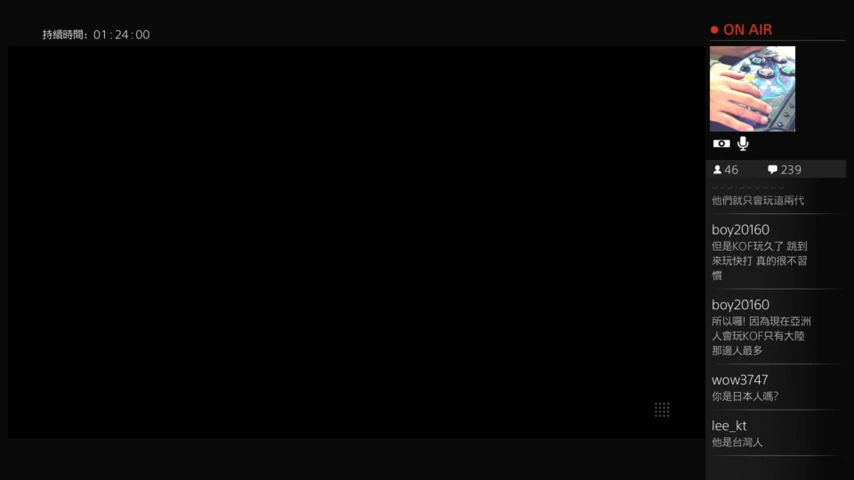 持續時間: 01:24:00
ON AIR
46 239
他們就只會玩這兩代
boy20160
但是KOF玩久了 跳到
來玩快打 真的很不習
慣
boy20160
所以囉! 因為現在亞洲
人會玩KOF只有大陸
那邊人最多
wow3747
你是日本人嗎?
lee_kt
他是台灣人